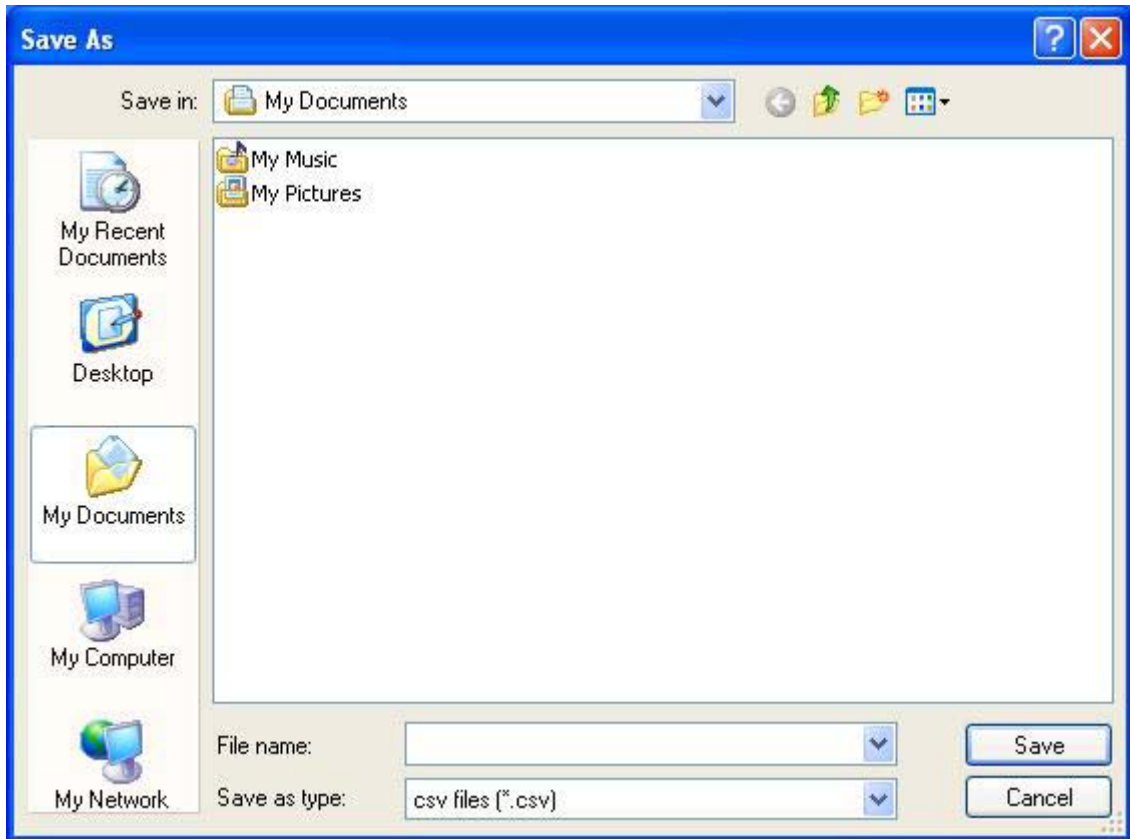 Save As
Save in:
My Documents
My Music
My Pictures
My Recent
Documents
Desktop
My Documents
My Computer
My Network
File name:
Save
Save as type:
csv files (*.csv)
Cancel